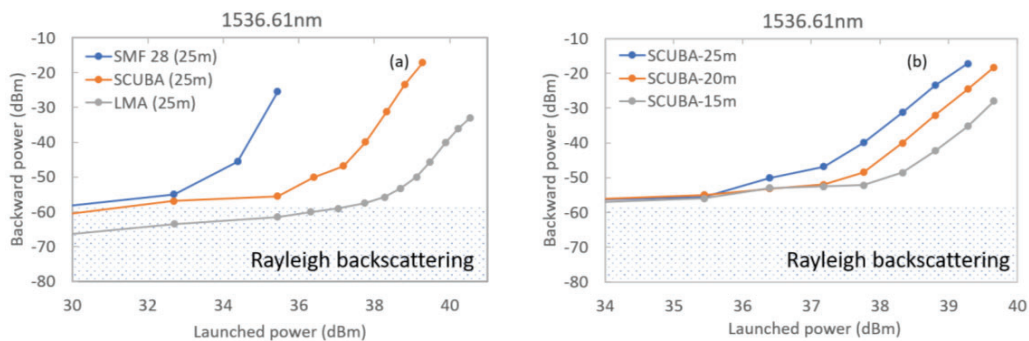 1536.61nm
-10
-20
-30
-40
-50
-60
-70
-80
Backward power (dBm)
SMF 28 (25m)
SCUBA (25m)
LMA (25m)
(a)
Rayleigh backscattering
30 32 34 36 38 40
Launched power (dBm)
1536.61nm
-10
-20
-30
-40
-50
-60
-70
-80
Backward power (dBm)
SCUBA-25m
SCUBA-20m
SCUBA-15m
(b)
Rayleigh backscattering
34 35 36 37 38 39 40
Launched power (dBm)